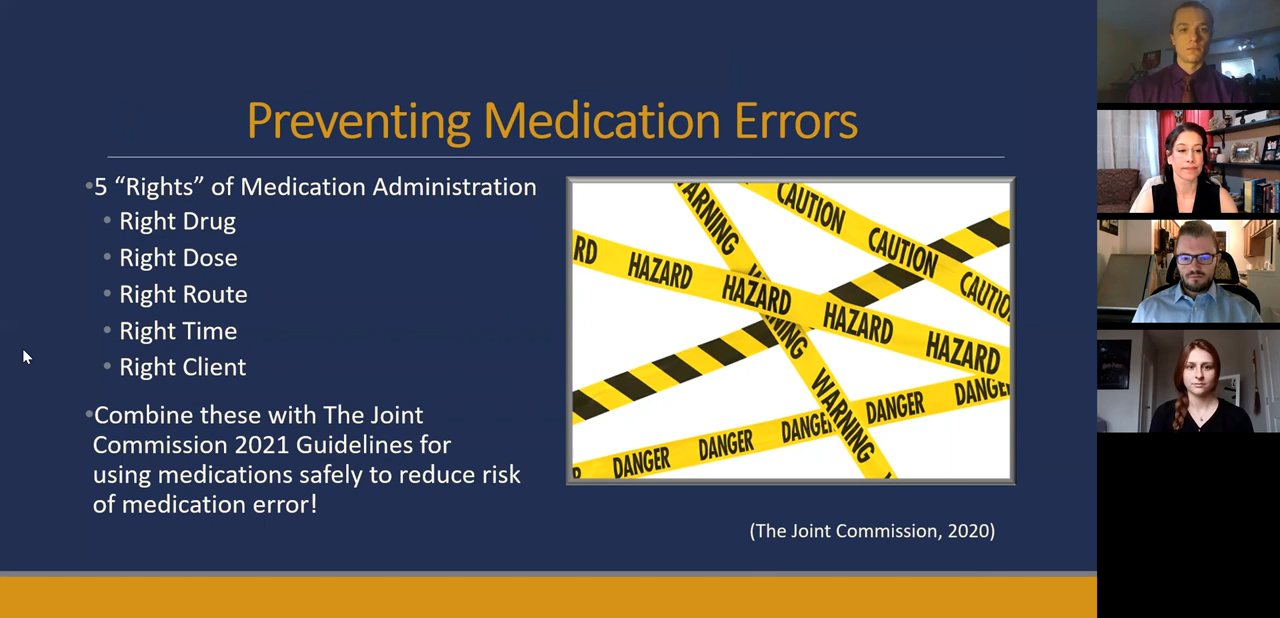 Preventing Medication Errors
•5 “Rights” of Medication Administration
• Right Drug
• Right Dose
• Right Route
• Right Time
• Right Client
•Combine these with The Joint
Commission 2021 Guidelines for
using medications safely to reduce risk
of medication error!
WARNING
CAUTION CAUTION CAUTIO
RD HAZARD HAZARD HAZARD HAZARD
WARNING
DANGER DANGER DANGER DANGER DANGE
(The Joint Commission, 2020)